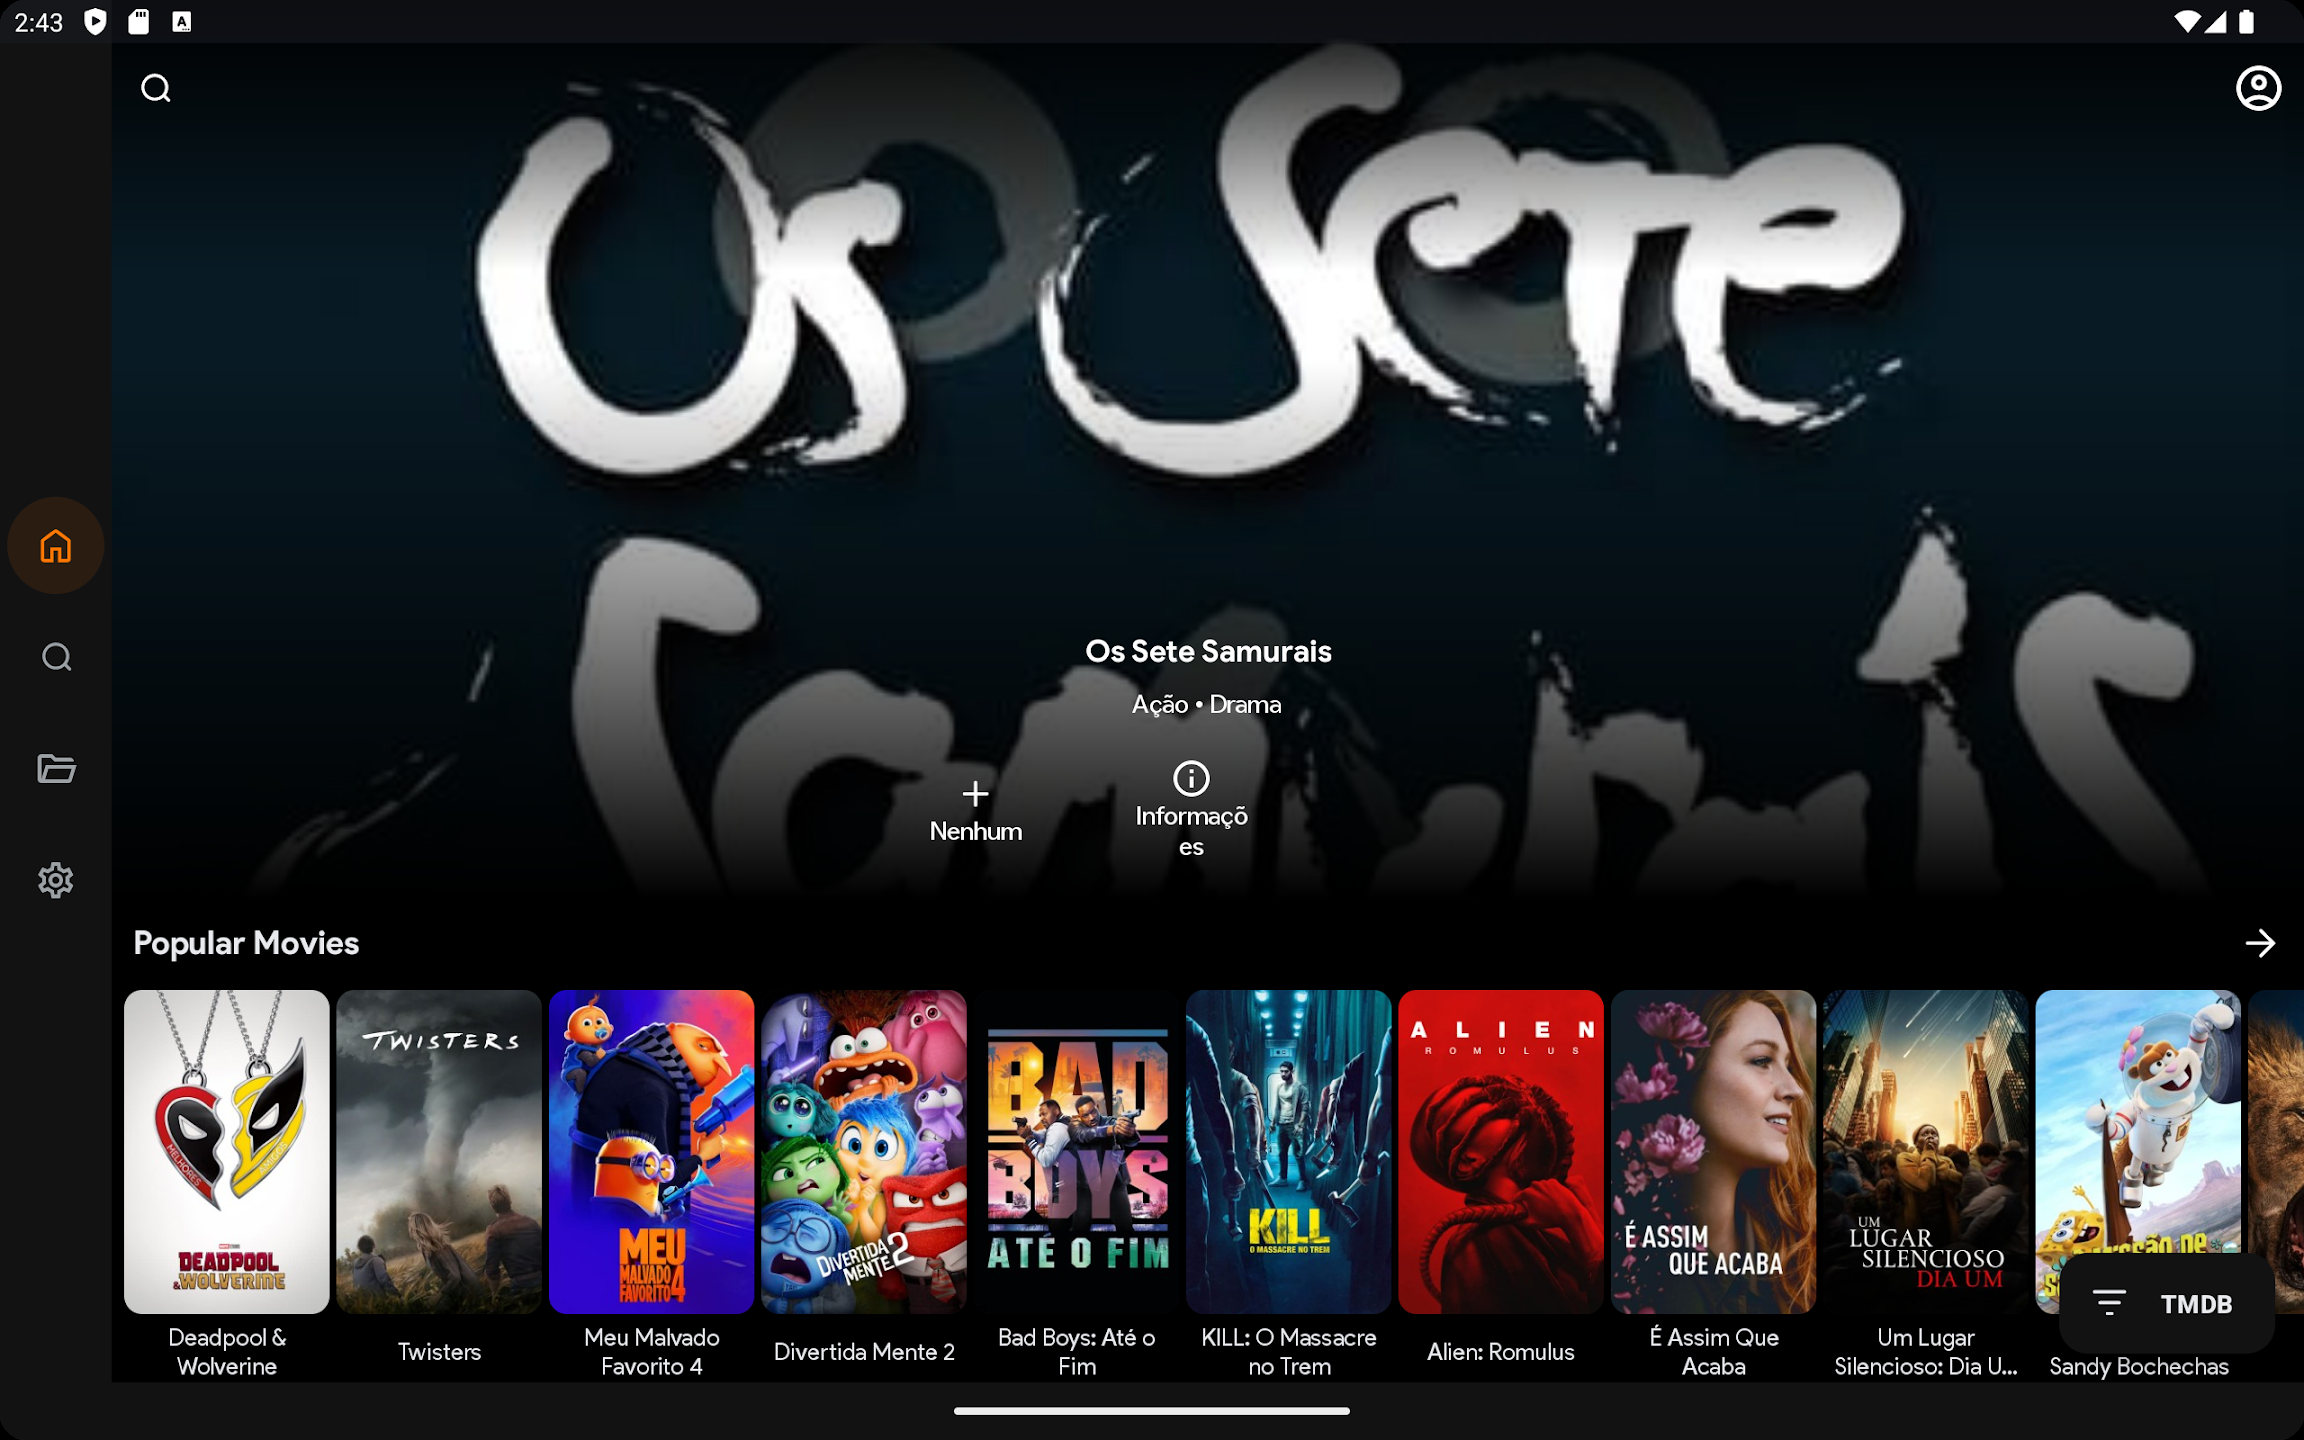 2:43
Os Sete
Samurais
Os Sete Samurais
Ação • Drama
Nenhum
Informaçõ
es
Popular Movies
MELHORES
AMIGOS
DEADPOOL
& WOLVERINE
TWISTERS
MEU
MALVADO
FAVORITO 4
DIVERTIDA
MENTE 2
BAD
BOYS
ATÉ O FIM
KILL
O MASSACRE NO TREM
ALIEN
ROMULUS
É ASSIM
QUE ACABA
UM
LUGAR
SILENCIOSO
DIA UM
TMDB
Deadpool &
Wolverine
Twisters
Meu Malvado
Favorito 4
Divertida Mente 2
Bad Boys: Até o
Fim
KILL: O Massacre
no Trem
Alien: Romulus
É Assim Que
Acaba
Um Lugar
Silencioso: Dia U...
Sandy Bochechas